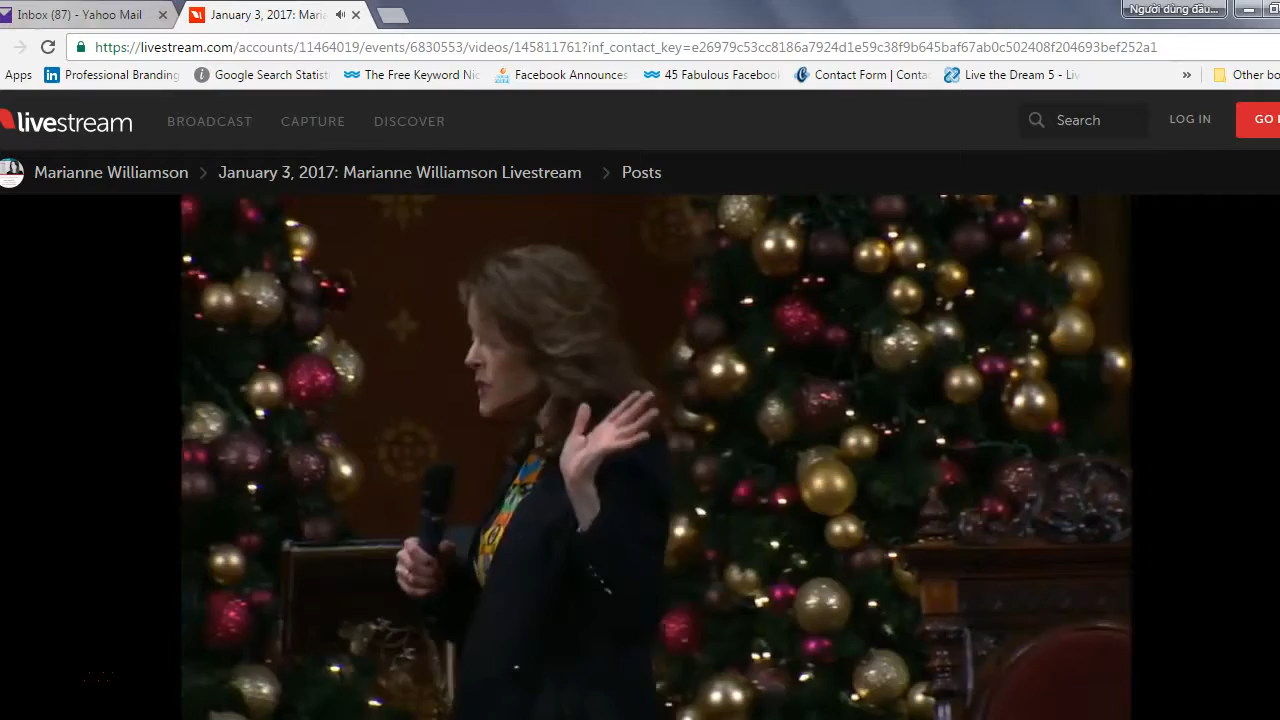 Inbox (87) - Yahoo Mail
January 3, 2017: Maria
Người dùng đầu...
https://livestream.com/accounts/11464019/events/6830553/videos/145811761?inf_contact_key=e26979c53cc8186a7924d1e59c38f9b645baf67ab0c502408f204693bef252a1
Apps
Professional Branding
Google Search Statist
The Free Keyword Nic
Facebook Announces
45 Fabulous Faceboo
Contact Form | Conta
Live the Dream 5 - Liv
»
Other bo
livestream
BROADCAST
CAPTURE
DISCOVER
Search
LOG IN
GO
Marianne Williamson
January 3, 2017: Marianne Williamson Livestream
Posts